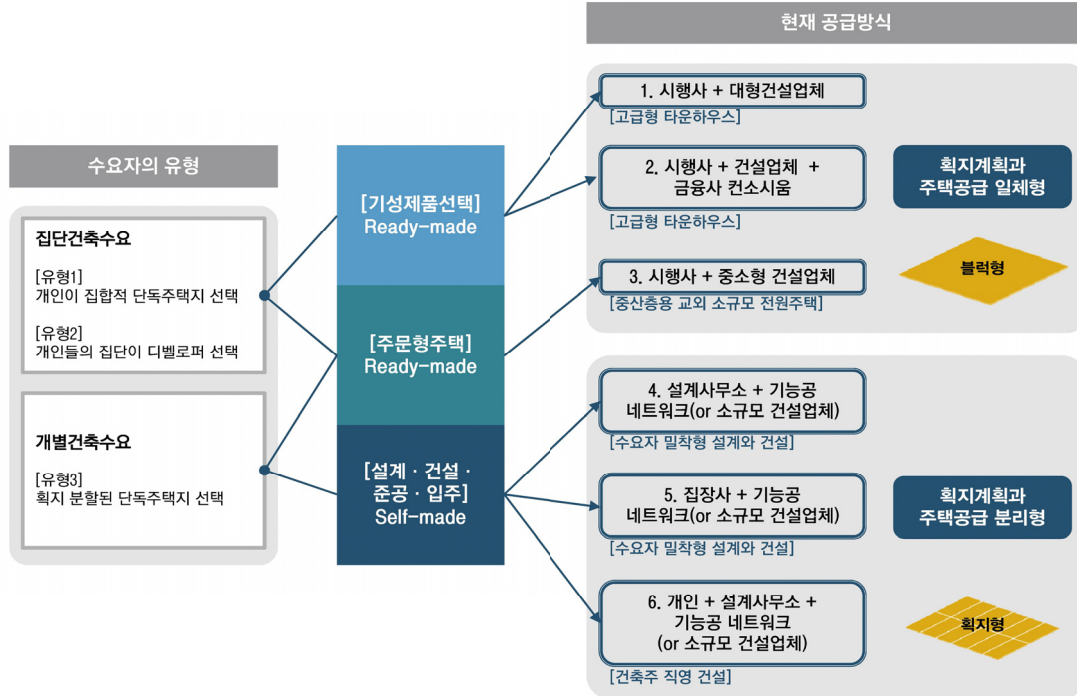 수요자의 유형
집단건축수요
[유형1]
개인이 집합적 단독주택지 선택
[유형2]
개인들의 집단이 디벨로퍼 선택
개별건축수요
[유형3]
획지 분할된 단독주택지 선택
[기성제품선택]
Ready-made
[주문형주택]
Ready-made
[설계 · 건설 ·
준공 · 입주]
Self-made
현재 공급방식
1. 시행사 + 대형건설업체
[고급형 타운하우스]
2. 시행사 + 건설업체 +
금융사 컨소시움
[고급형 타운하우스]
3. 시행사 + 중소형 건설업체
[중산층용 교외 소규모 전원주택]
획지계획과
주택공급 일체형
블럭형
4. 설계사무소 + 기능공
네트워크(or 소규모 건설업체)
[수요자 밀착형 설계와 건설]
5. 집장사 + 기능공
네트워크(or 소규모 건설업체)
[수요자 밀착형 설계와 건설]
6. 개인 + 설계사무소 +
기능공 네트워크
(or 소규모 건설업체)
[건축주 직영 건설]
획지계획과
주택공급 분리형
획지형